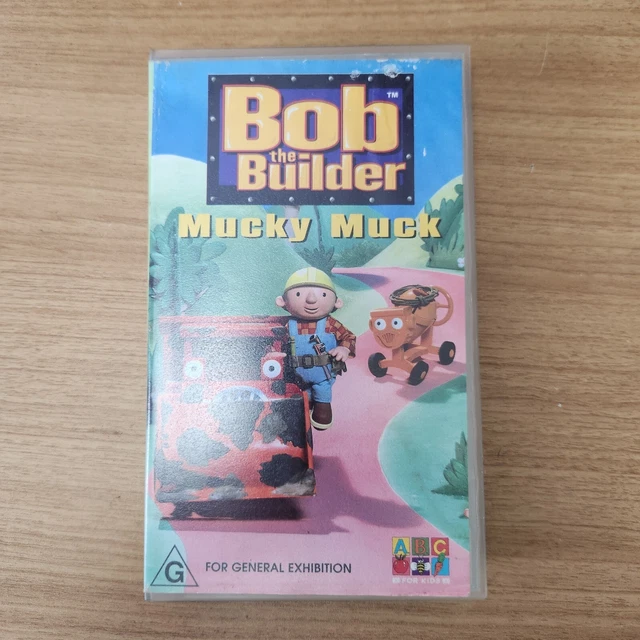 Bob
TM
the
Builder
Mucky Muck
G
FOR GENERAL EXHIBITION
ABC
FOR KIDS